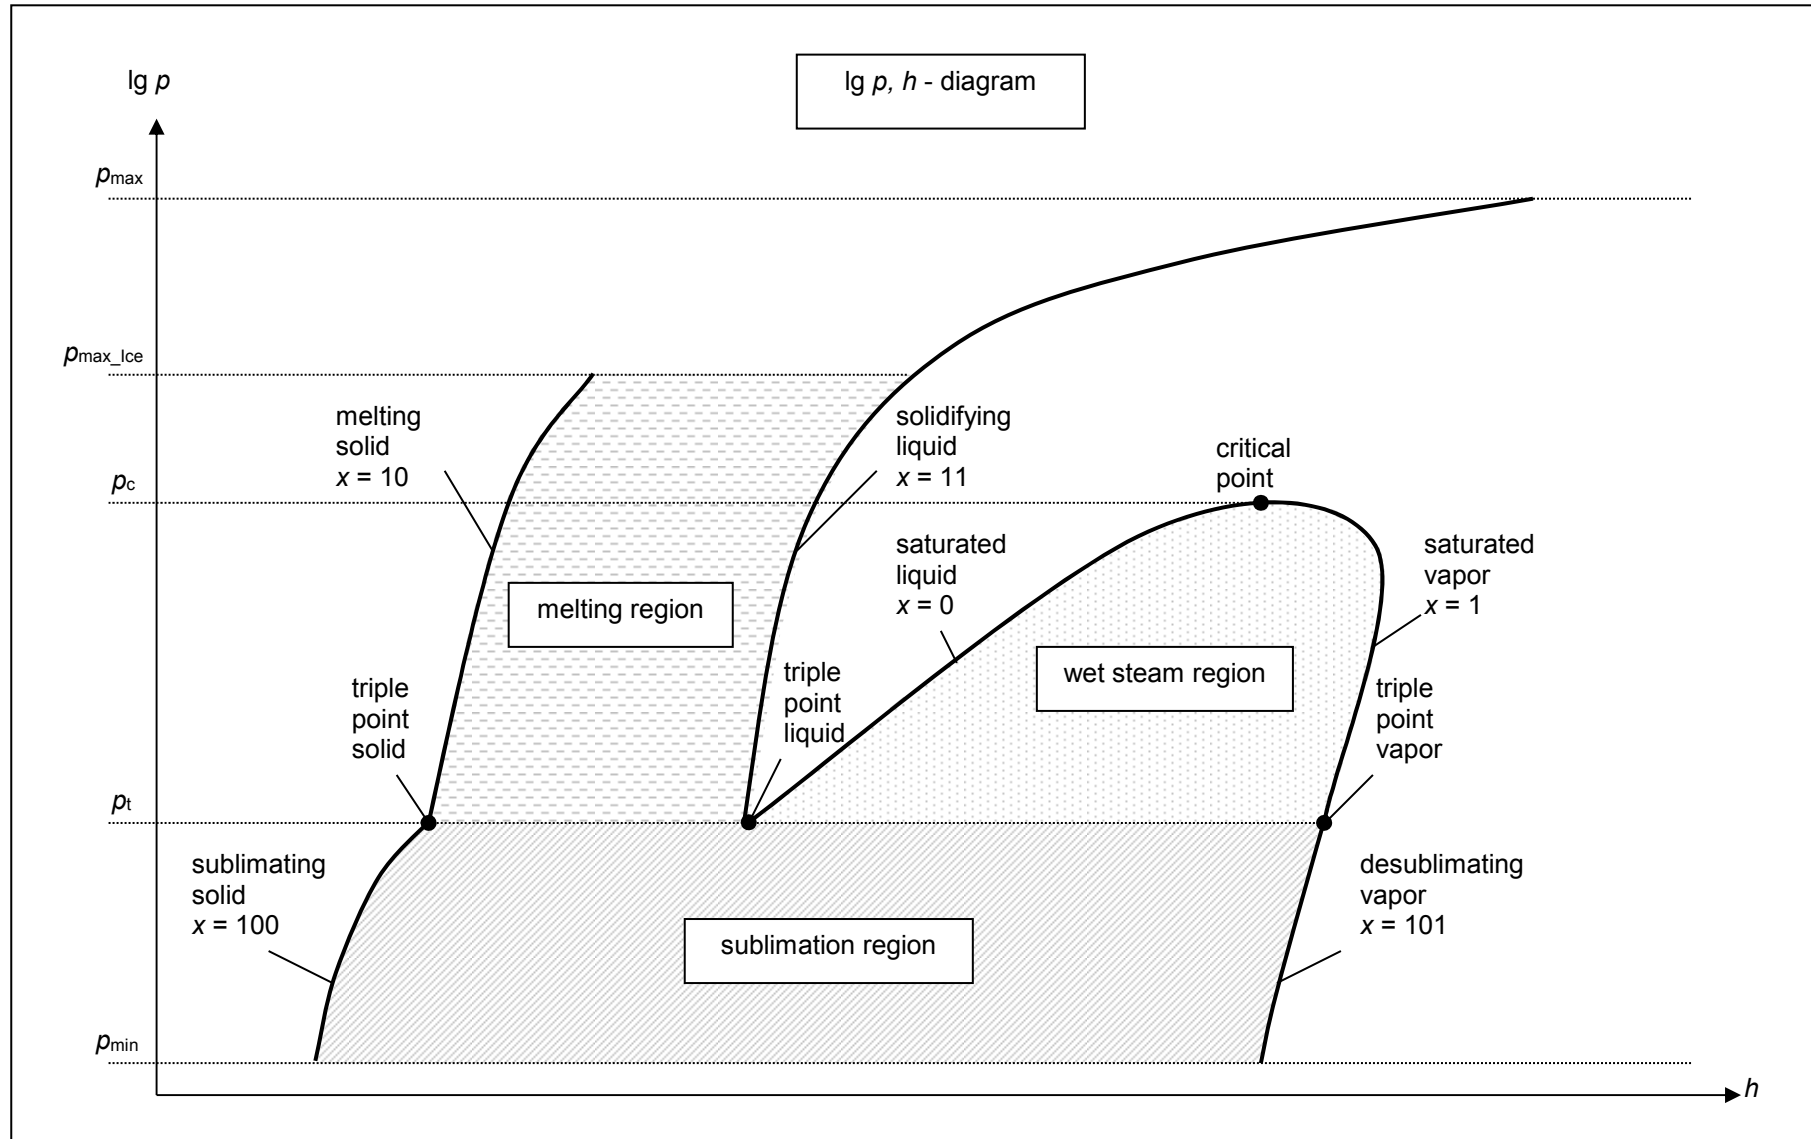 lg p, h - diagram
lg p
pmax
pmax_Ice
melting
solid
x = 10
solidifying
liquid
x = 11
critical
point
pc
saturated
liquid
x = 0
saturated
vapor
x = 1
melting region
wet steam region
triple
point
solid
triple
point
liquid
triple
point
vapor
pt
sublimating
solid
x = 100
desublimating
vapor
x = 101
sublimation region
pmin
h